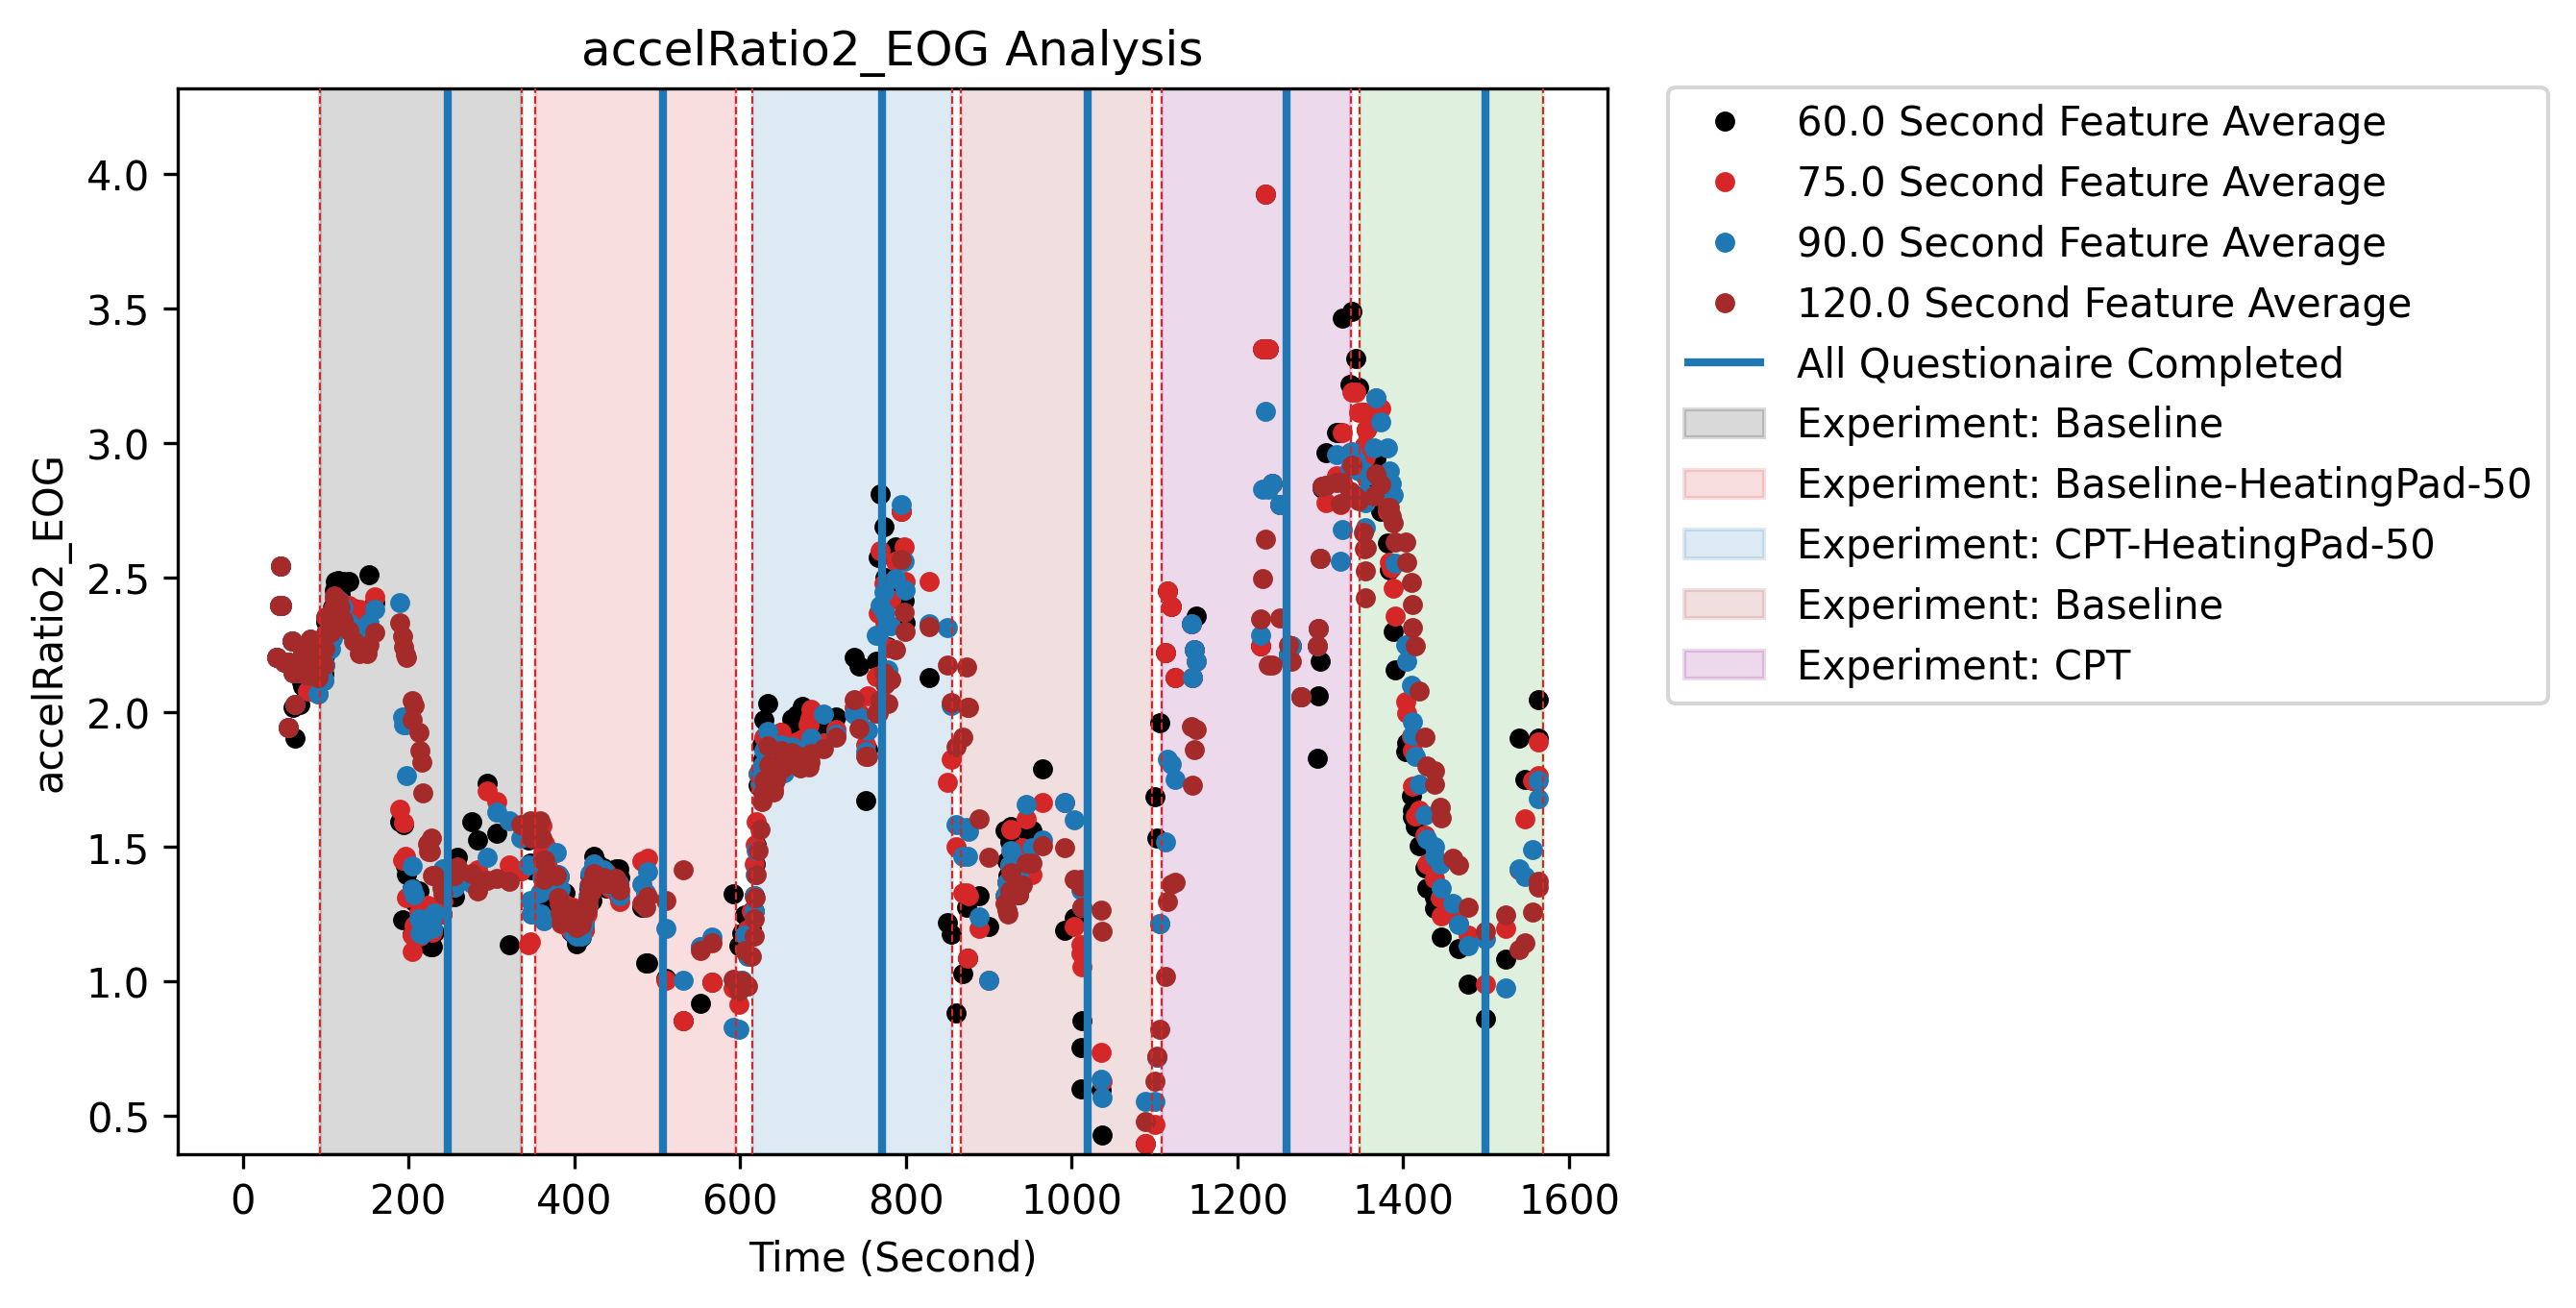 accelRatio2_EOG Analysis
accelRatio2_EOG
4.0
3.5
3.0
2.5
2.0
1.5
1.0
0.5
0 200 400 600 800 1000 1200 1400 1600
Time (Second)
60.0 Second Feature Average
75.0 Second Feature Average
90.0 Second Feature Average
120.0 Second Feature Average
All Questionaire Completed
Experiment: Baseline
Experiment: Baseline-HeatingPad-50
Experiment: CPT-HeatingPad-50
Experiment: Baseline
Experiment: CPT